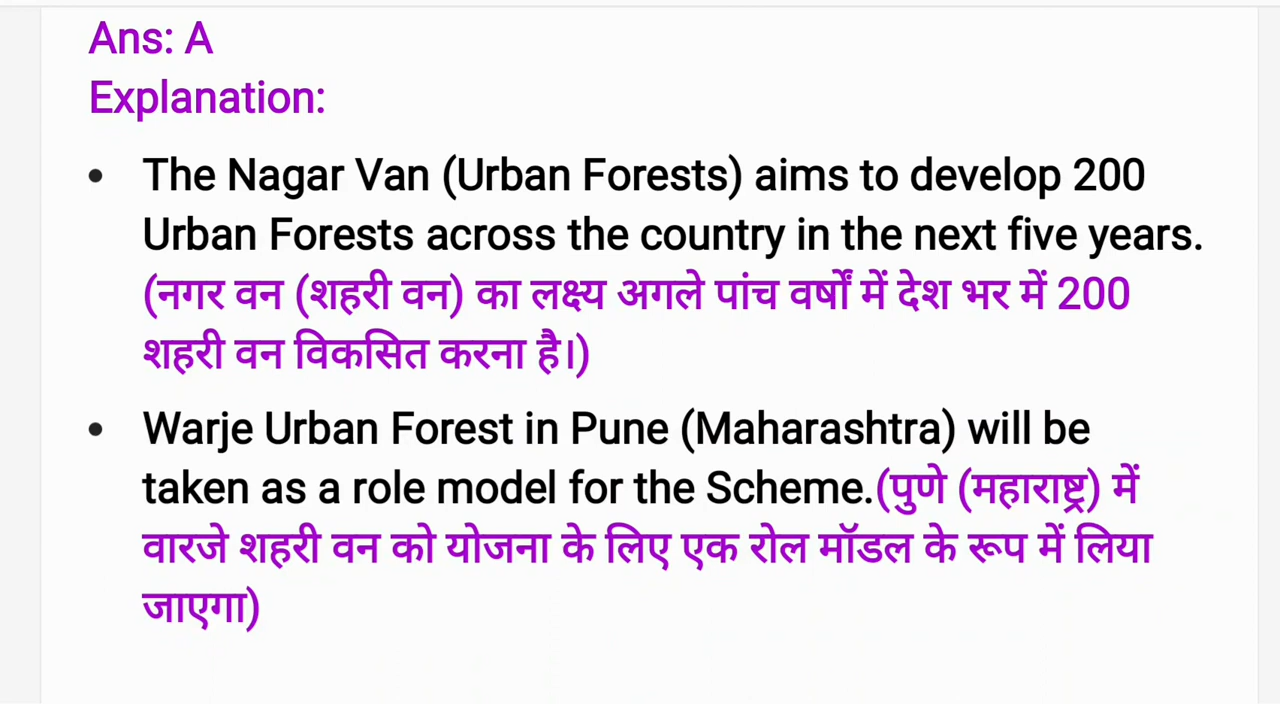 Ans: A
Explanation:
• The Nagar Van (Urban Forests) aims to develop 200
Urban Forests across the country in the next five years.
(नगर वन (शहरी वन) का लक्ष्य अगले पांच वर्षों में देश भर में 200
शहरी वन विकसित करना है।)
• Warje Urban Forest in Pune (Maharashtra) will be
taken as a role model for the Scheme.(पुणे (महाराष्ट्र) में
वारजे शहरी वन को योजना के लिए एक रोल मॉडल के रूप में लिया
जाएगा)